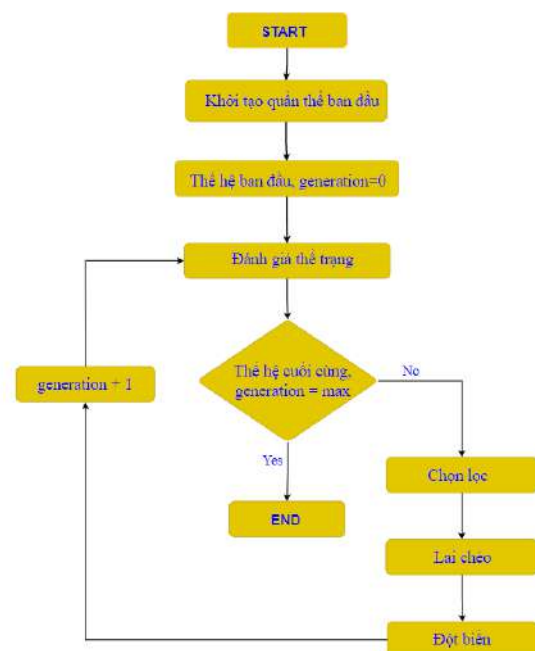 START
Khởi tạo quần thể ban đầu
Thế hệ ban đầu, generation=0
Đánh giá thể trạng
Thế hệ cuối cùng,
generation = max
No
generation + 1
Yes
Chọn lọc
END
Lai chéo
Đột biến